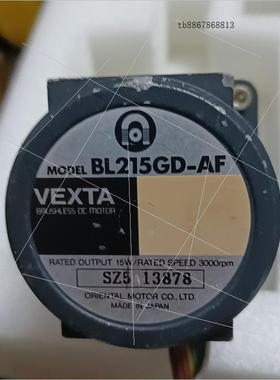 tb8867868813
MODEL BL215GD-AF
VEXTA
BRUSHLESS DC MOTOR
RATED OUTPUT 15W/RATED SPEED 3000rpm
SZ5 13878
ORIENTAL MOTOR CO., LTD.
MADE IN JAPAN